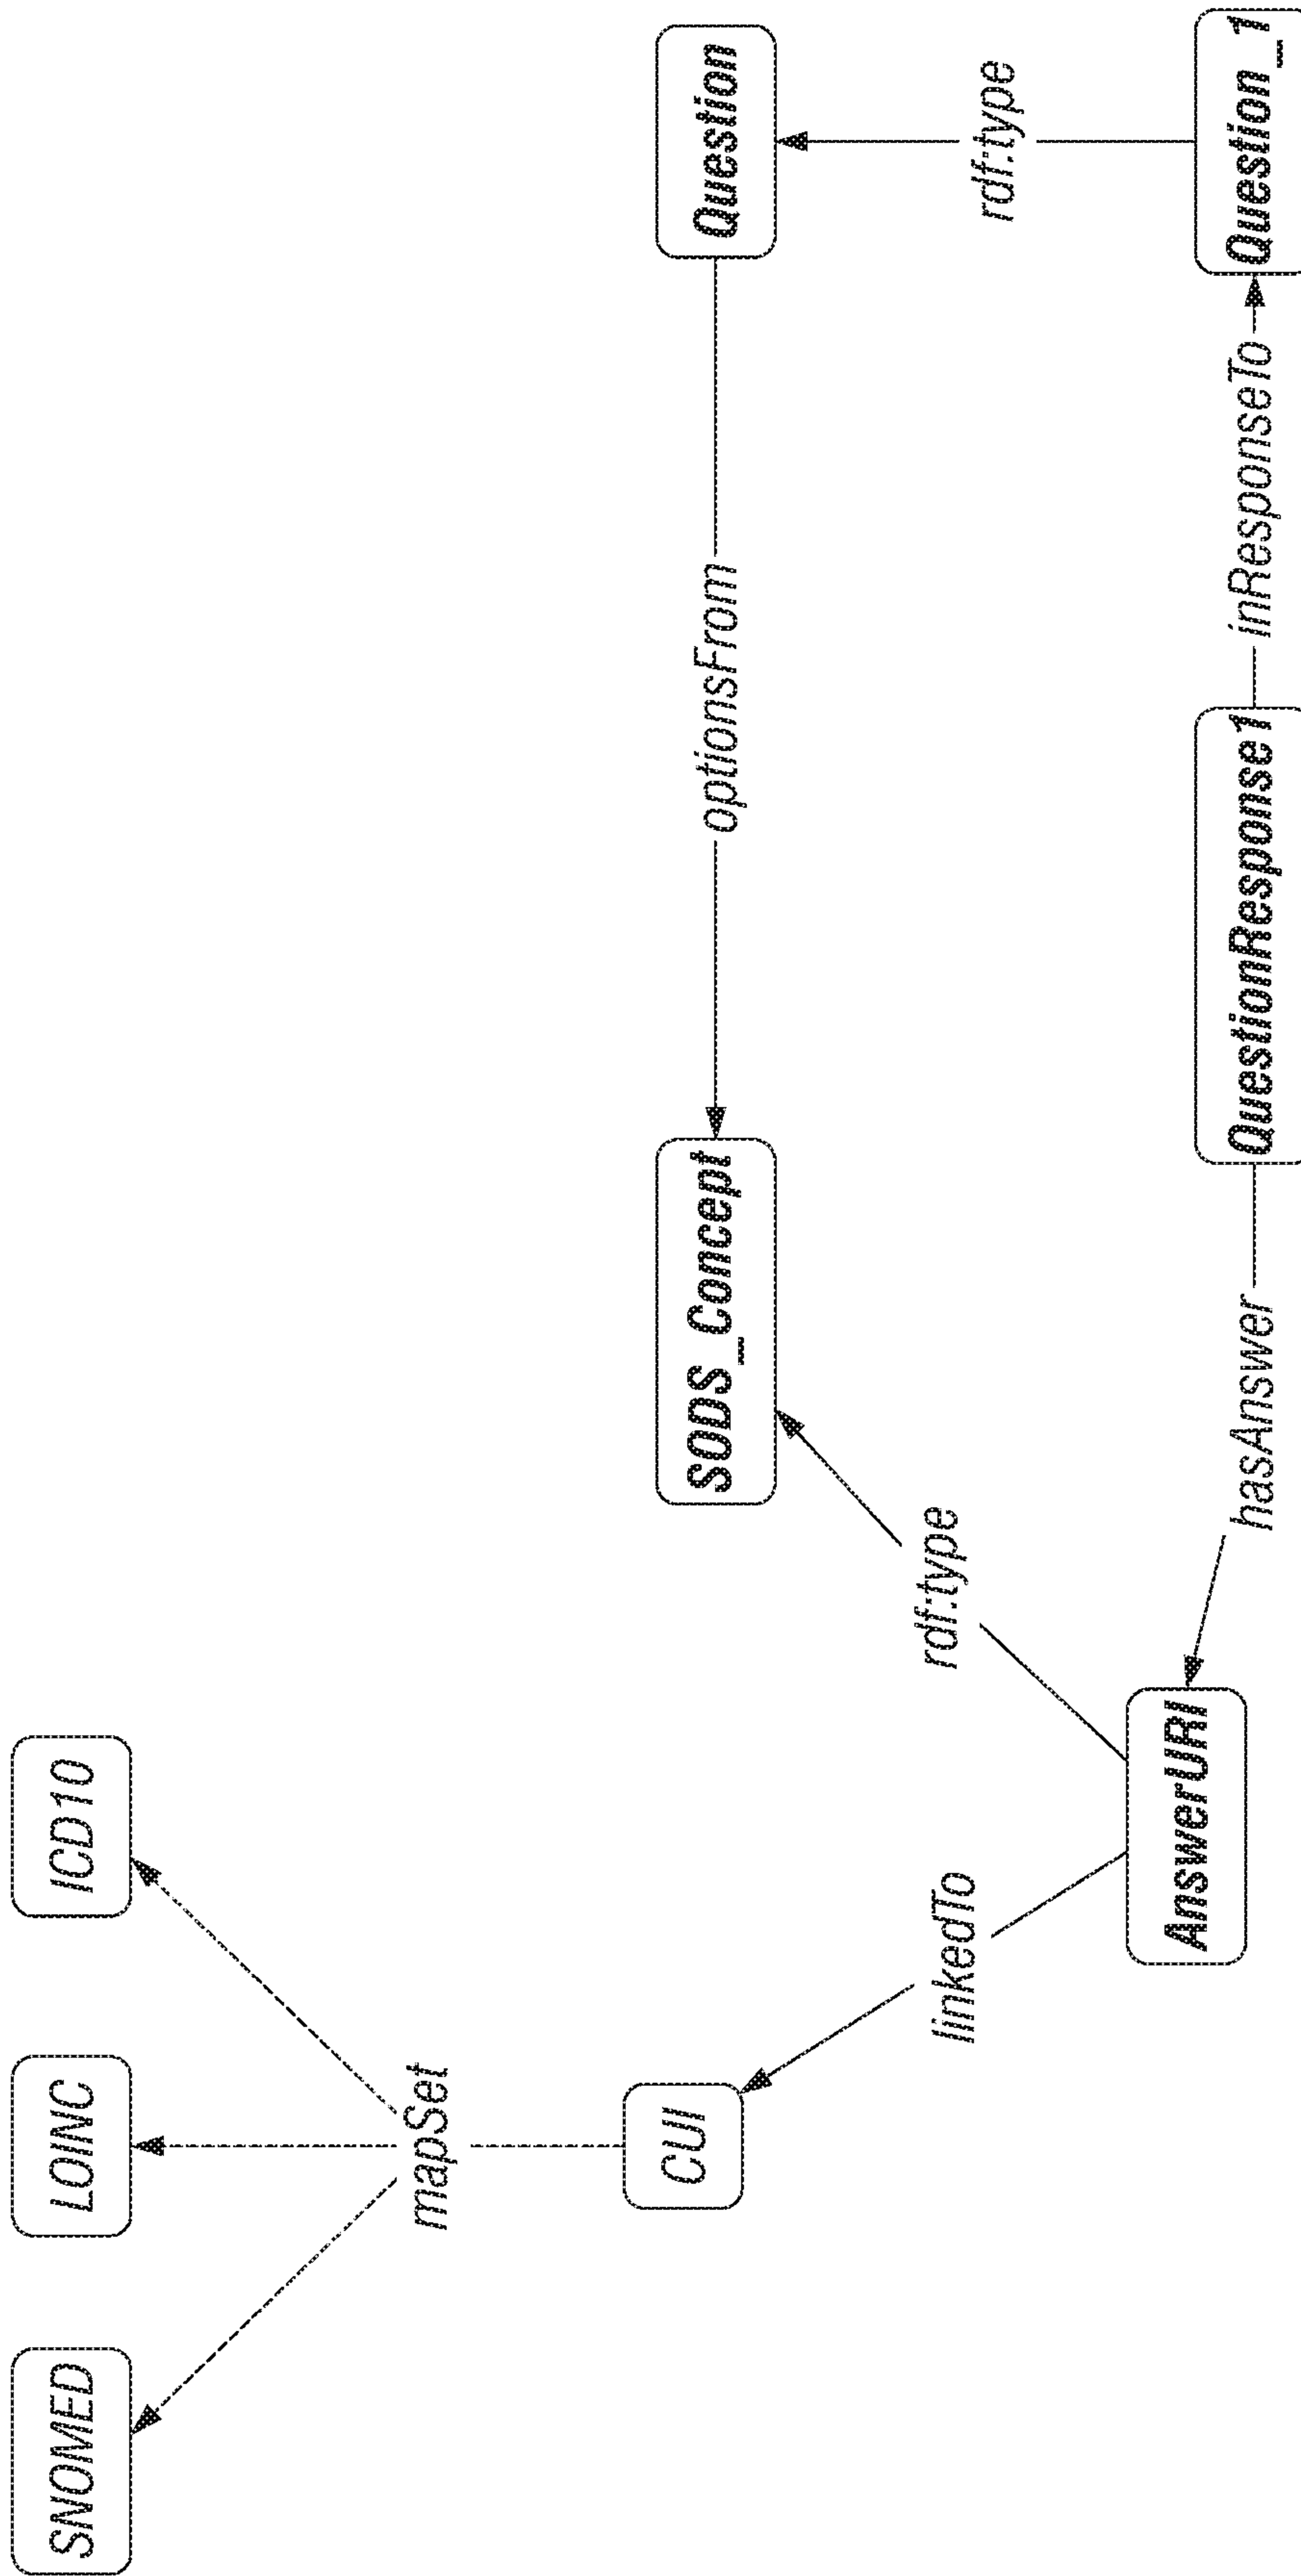 SNOMED
LOINC
ICD10
mapSet
CUI
SODS_Concept
optionsFrom
Question
linkedTo
rdf:type
rdf:type
AnswerURI
hasAnswer
QuestionResponse1
inResponseTo
Question_1